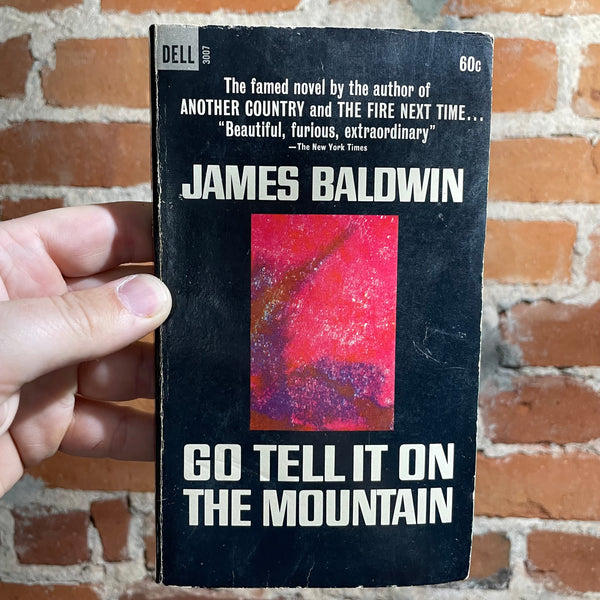 DELL
3007
60c
The famed novel by the author of
ANOTHER COUNTRY and THE FIRE NEXT TIME...
"Beautiful, furious, extraordinary"
—The New York Times
JAMES BALDWIN
GO TELL IT ON
THE MOUNTAIN